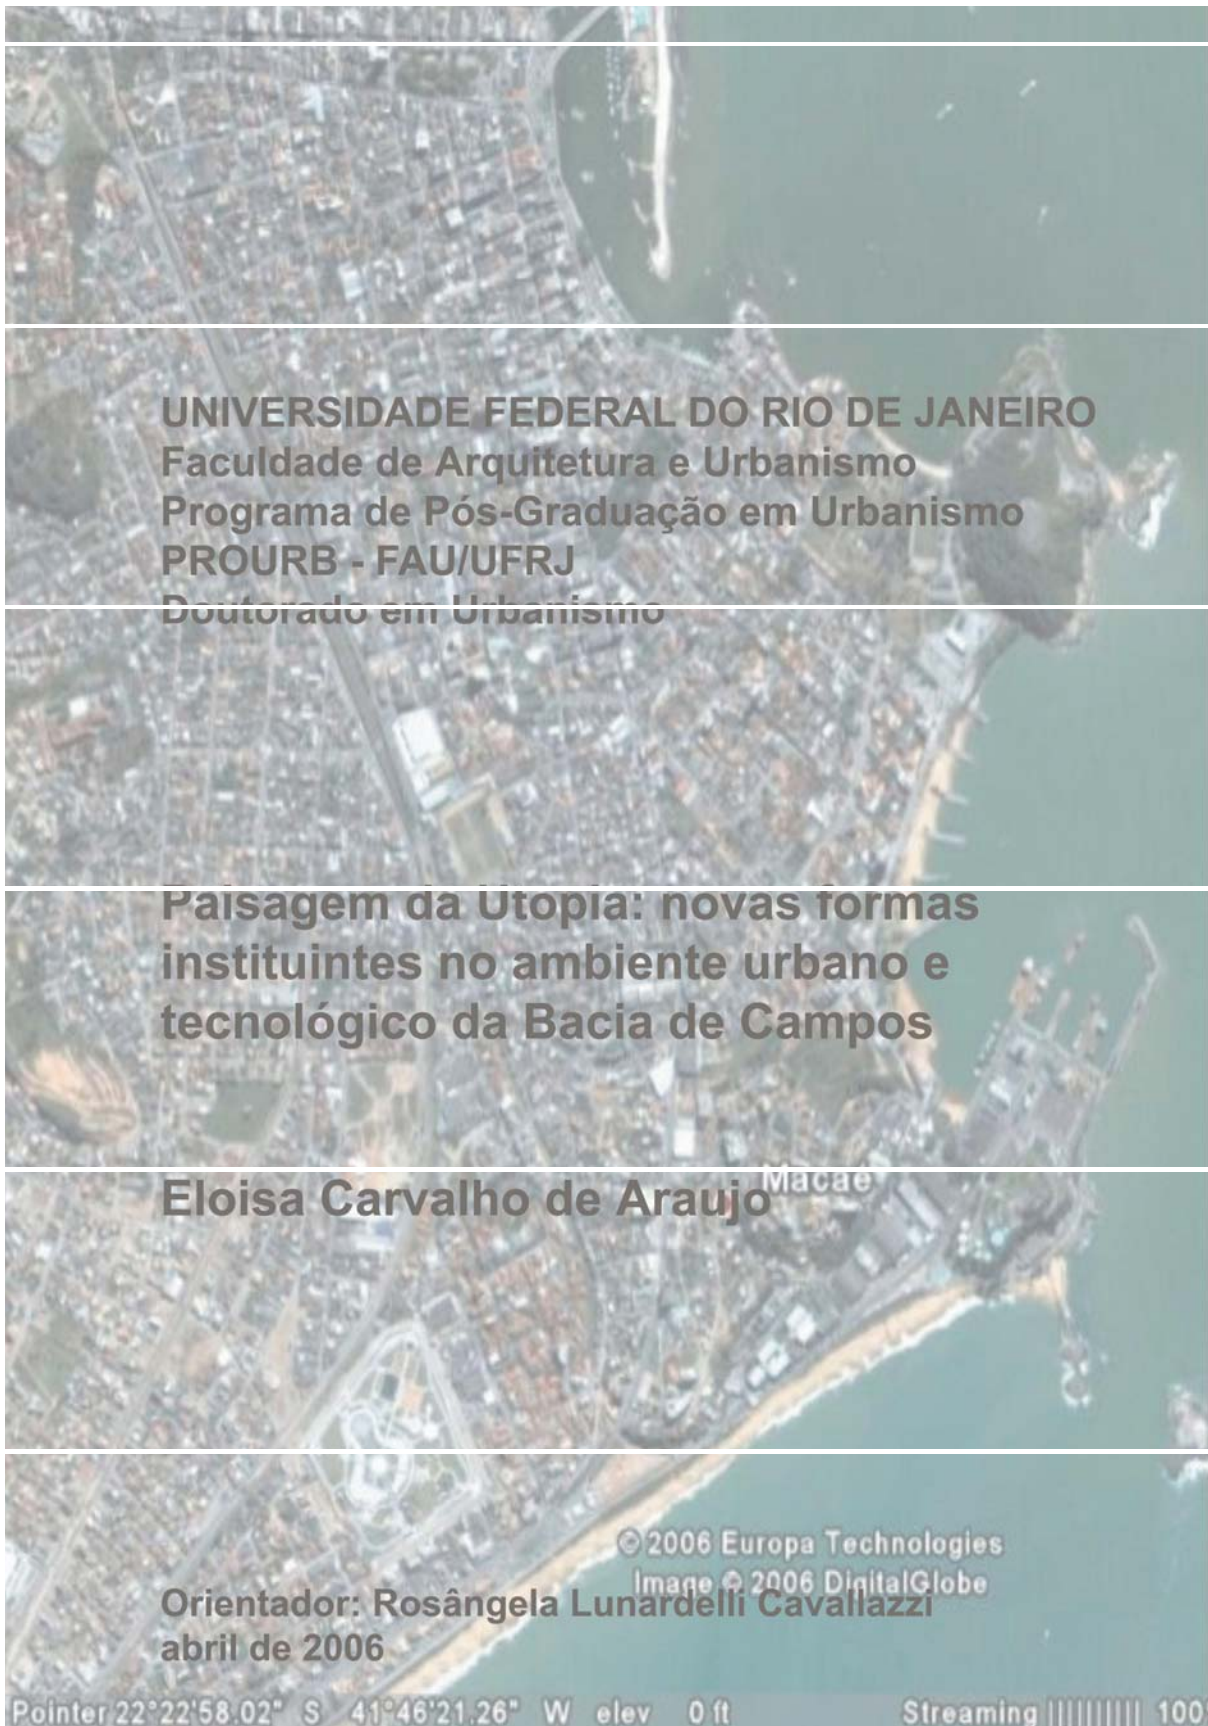 UNIVERSIDADE FEDERAL DO RIO DE JANEIRO
Faculdade de Arquitetura e Urbanismo
Programa de Pós-Graduação em Urbanismo
PROURB - FAU/UFRJ
Doutorado em Urbanismo
Paisagem da Utopia: novas formas
instituintes no ambiente urbano e
tecnológico da Bacia de Campos
Macaé
Eloisa Carvalho de Araujo
© 2006 Europa Technologies
Image © 2006 DigitalGlobe
Orientador: Rosângela Lunardelli Cavallazzi
abril de 2006
Pointer 22°22'58.02" S 41°46'21.26" W elev 0 ft Streaming |||||||||| 100